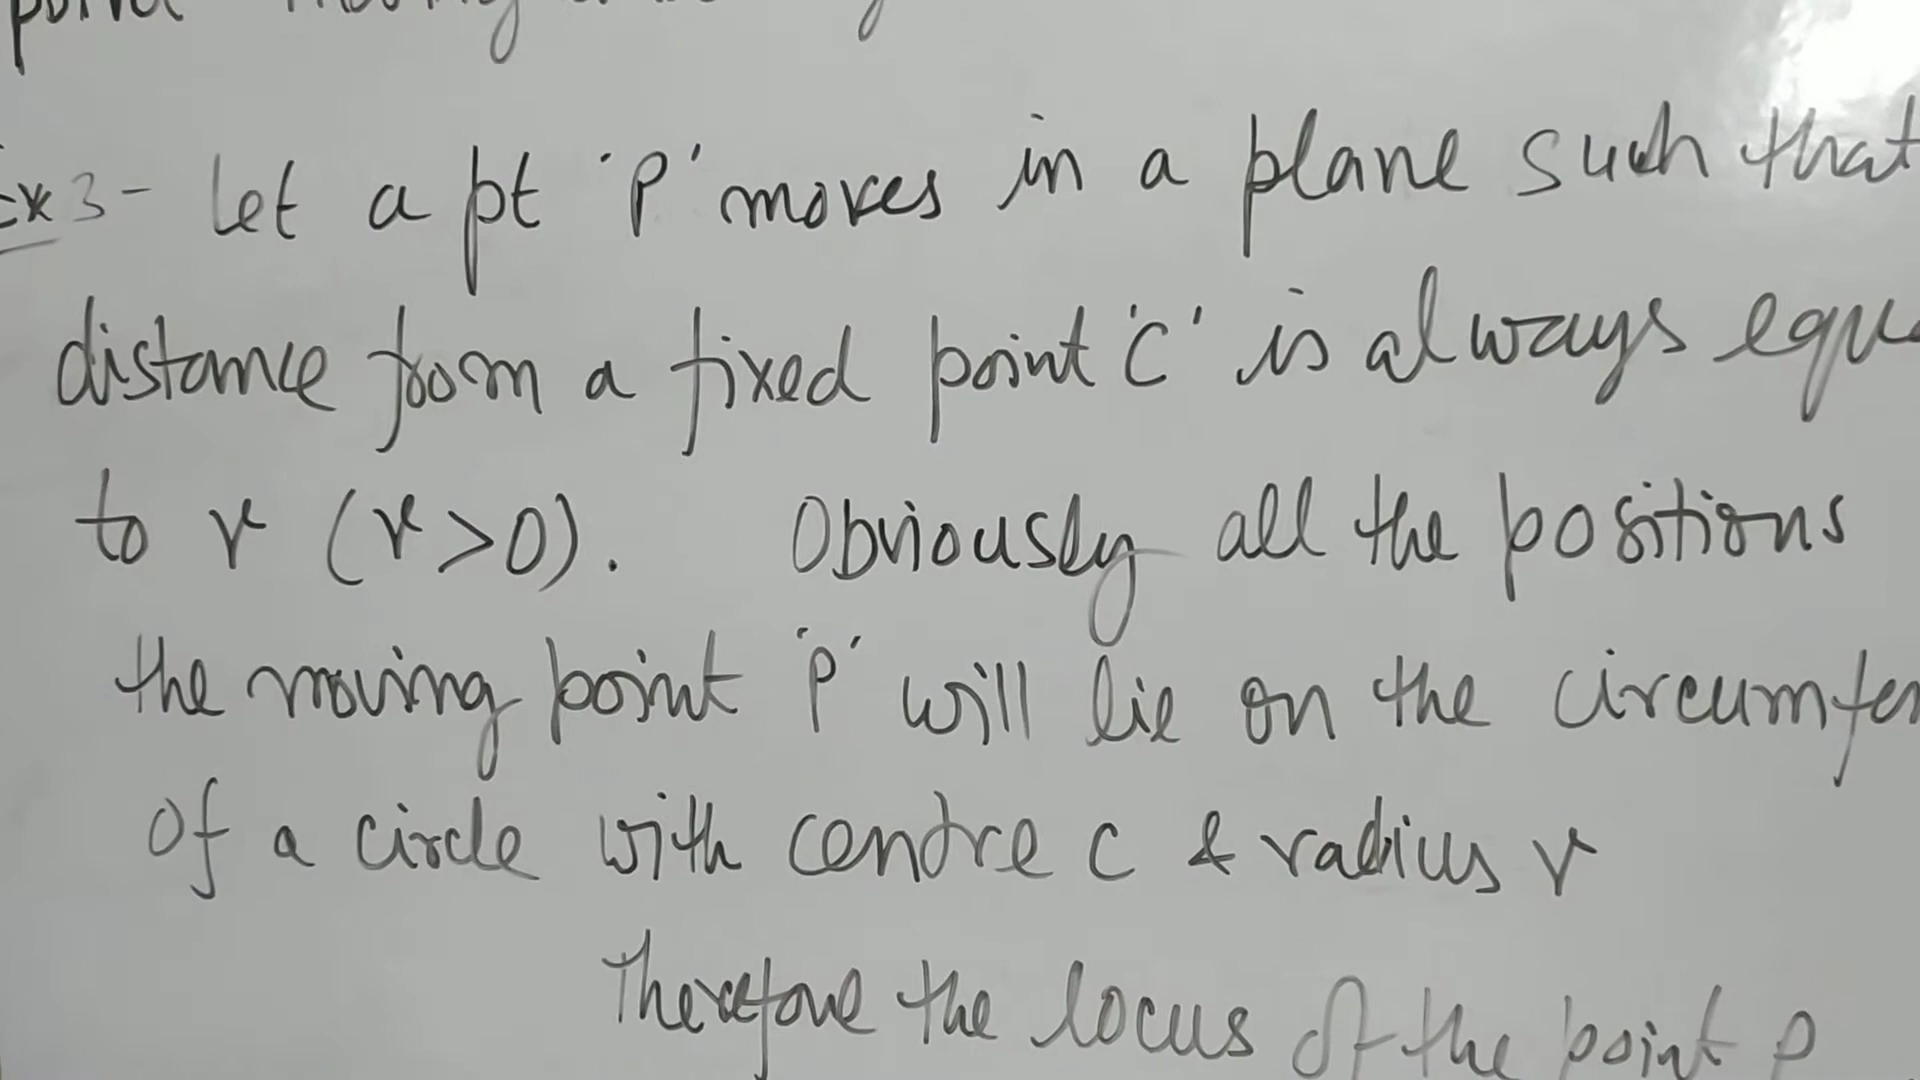 Ex 3 - Let a pt 'P' moves in a plane such that
distance from a fixed point 'C' is always equ
to r (r>0). Obviously all the positions
the moving point 'P' will lie on the circumfer
of a circle with centre C & radius r
Therefore the locus of the point P